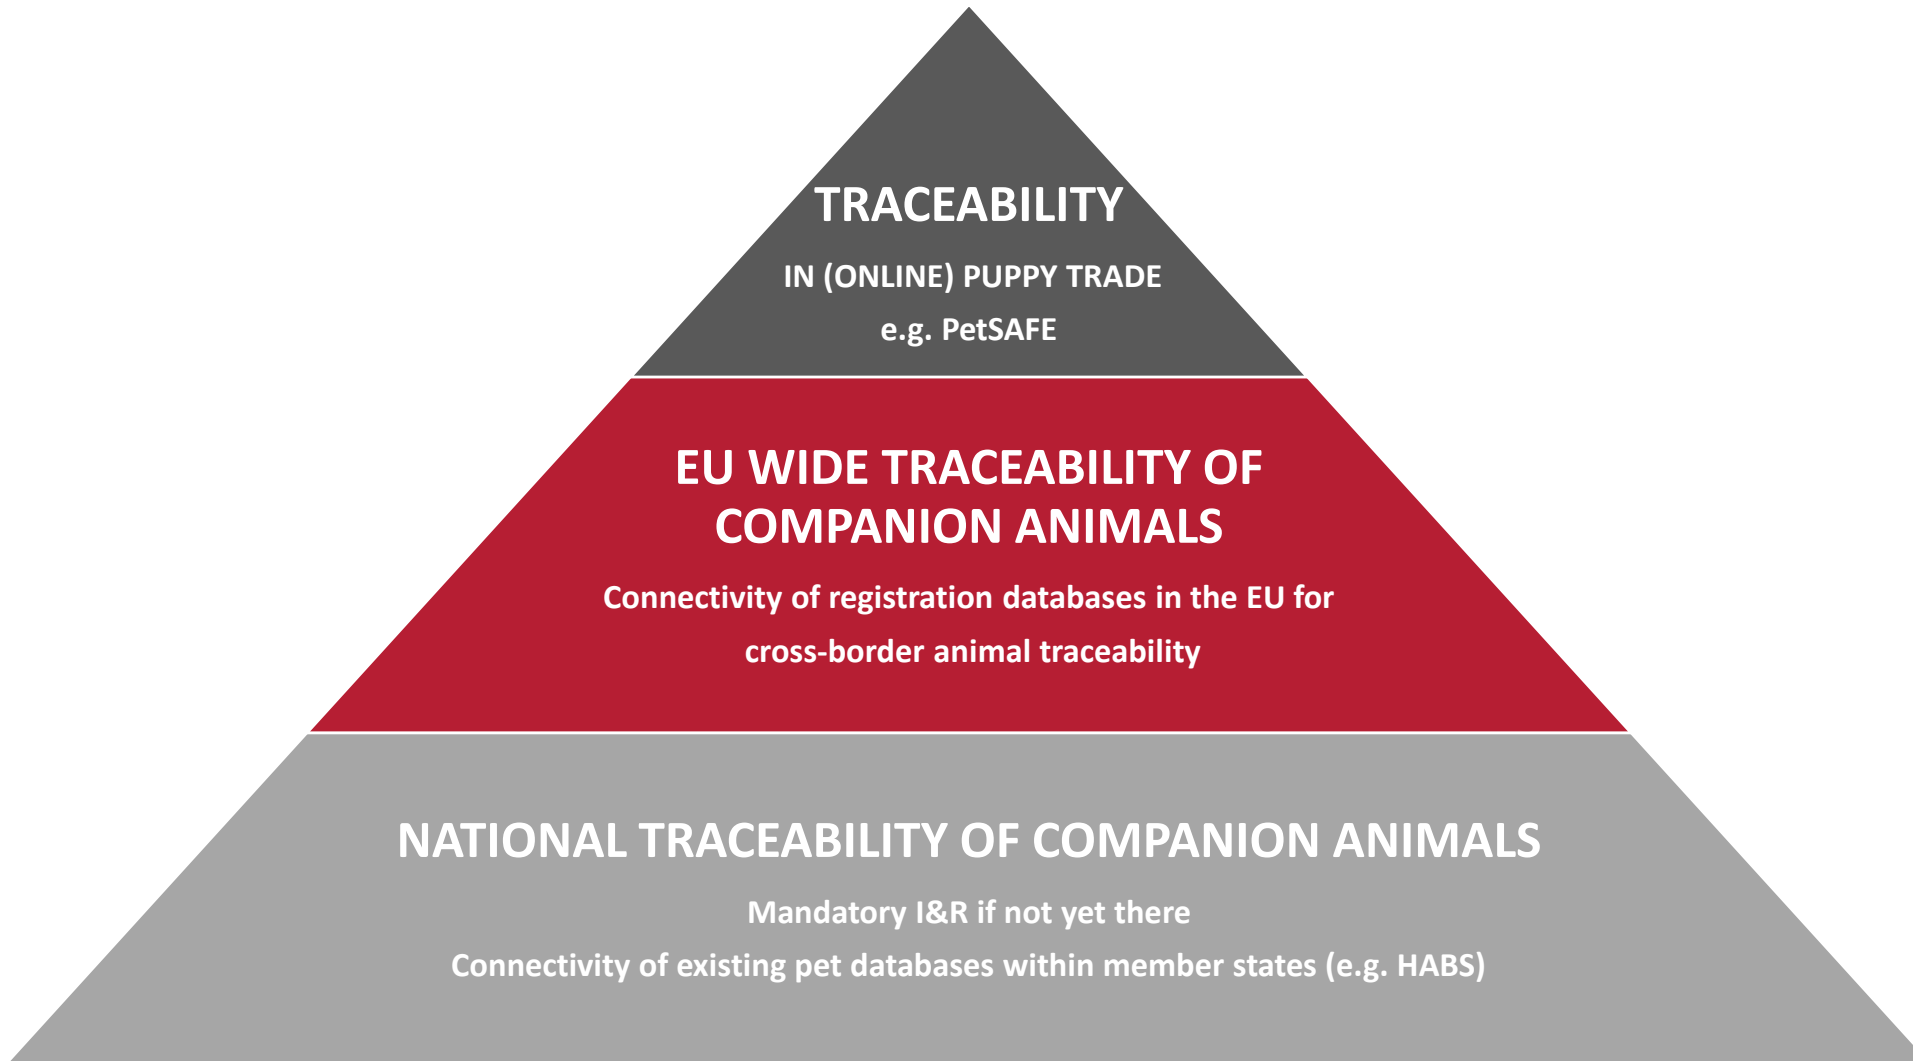 TRACEABILITY
IN (ONLINE) PUPPY TRADE
e.g. PetSAFE
EU WIDE TRACEABILITY OF
COMPANION ANIMALS
Connectivity of registration databases in the EU for
cross-border animal traceability
NATIONAL TRACEABILITY OF COMPANION ANIMALS
Mandatory I&R if not yet there
Connectivity of existing pet databases within member states (e.g. HABS)